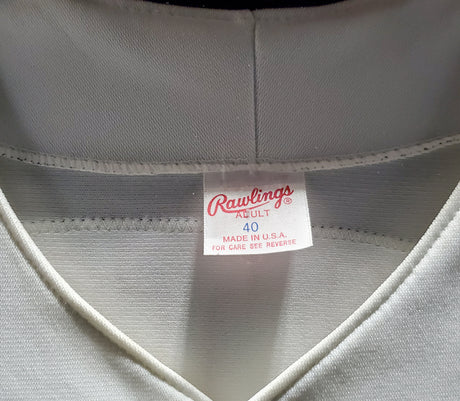 Rawlings®
ADULT
40
MADE IN U.S.A.
FOR CARE SEE REVERSE